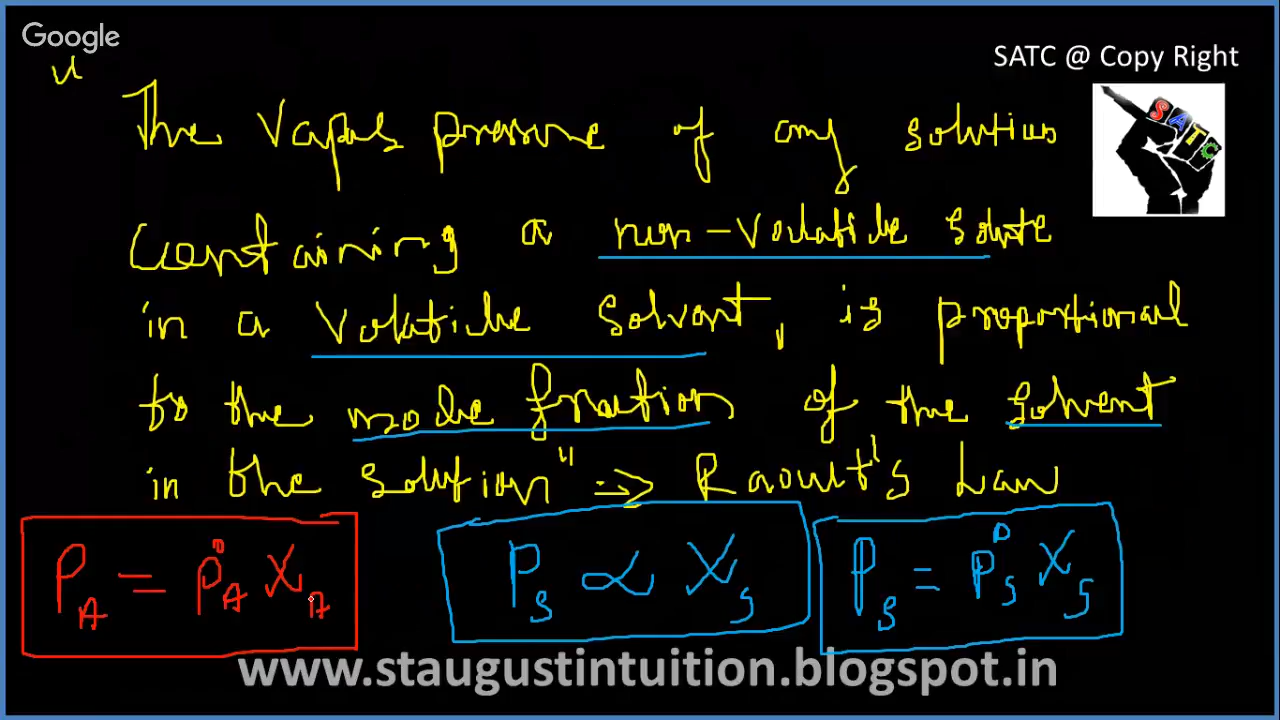 Google
SATC @ Copy Right
SATC
"The Vapour pressure of any solution
containing a non-volatile solute
in a volatile solvent, is proportional
to the mole fraction of the solvent
in the solution" => Raoult's Law
P_A = P°_A X_A
P_S ∝ X_S
P_S = P°_S X_S
www.staugustintuition.blogspot.in